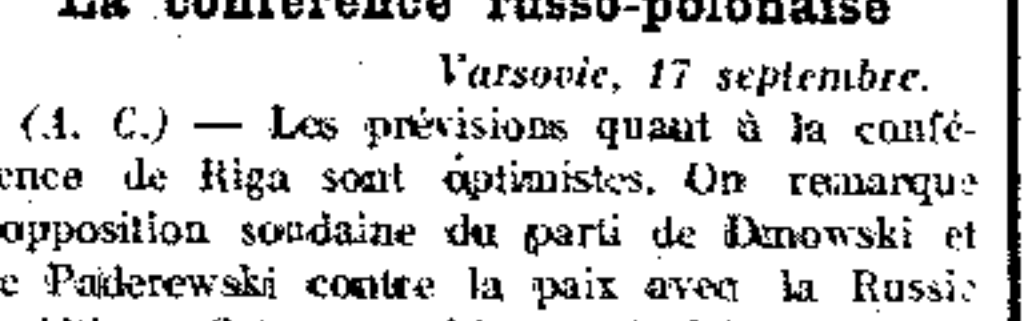 La conférence russo-polonaise
Varsovie, 17 septembre.
(A. C.) — Les prévisions quant à la confé-
ence de Riga sont optimistes. On remarque
opposition soudaine du parti de Dmowski et
e Paderewski contre la paix avec la Russie